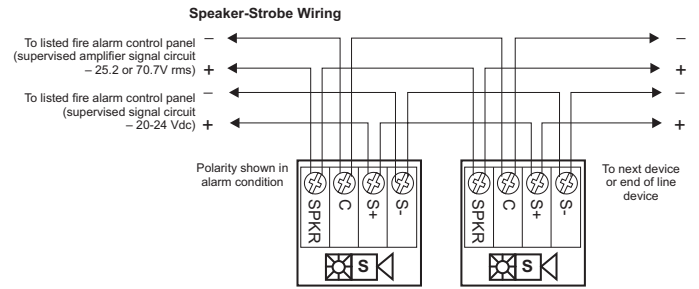 Speaker-Strobe Wiring
To listed fire alarm control panel
(supervised amplifier signal circuit
– 25.2 or 70.7V rms)
–
+
–
+
To listed fire alarm control panel
(supervised signal circuit
– 20-24 Vdc)
–
+
–
+
Polarity shown in
alarm condition
To next device
or end of line
device
SPKR
C
S+
S-
SPKR
C
S+
S-
S
S